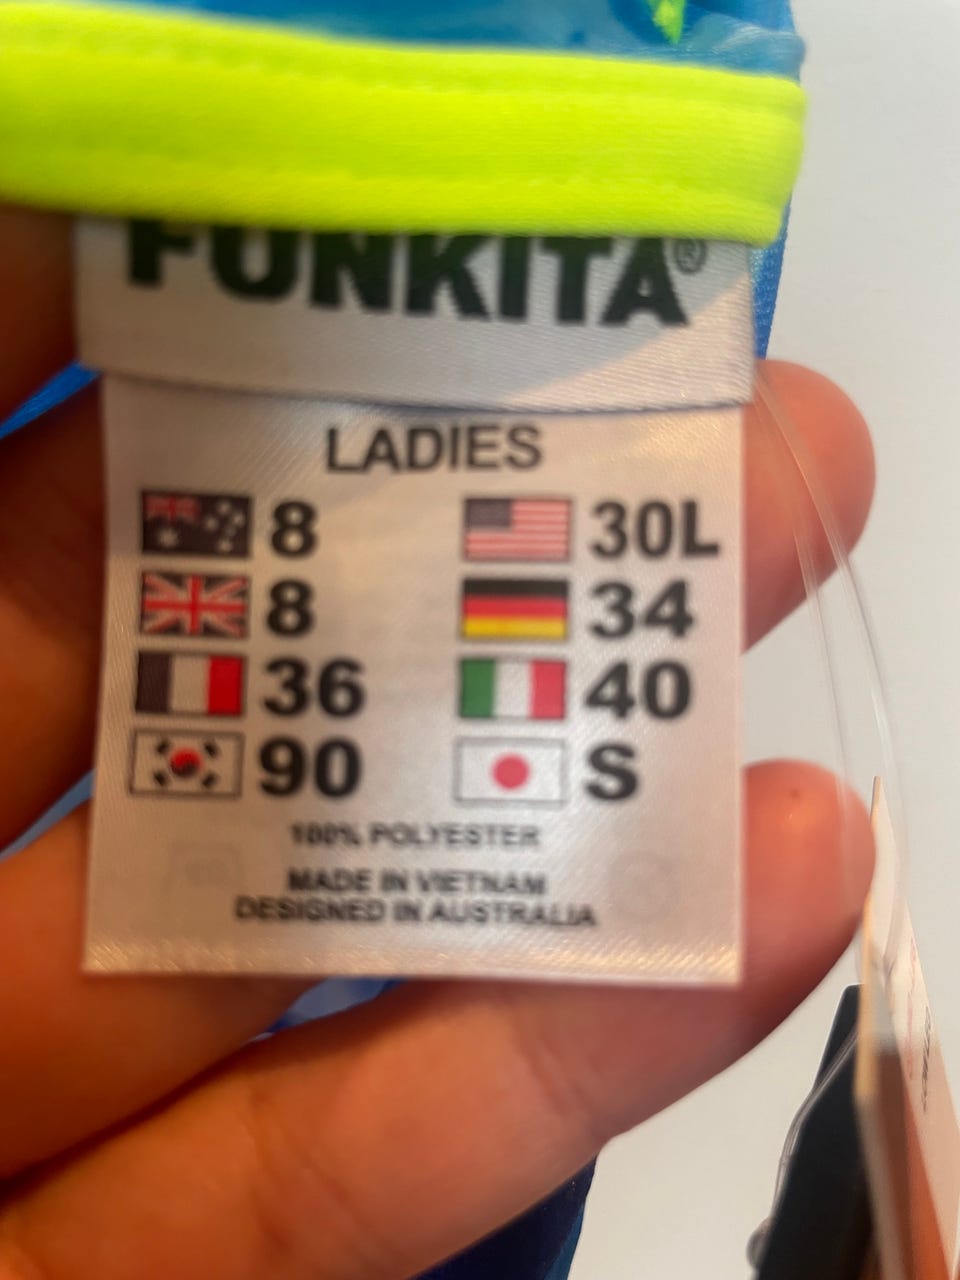 FUNKITA®
LADIES
8 30L
8 34
36 40
90 S
100% POLYESTER
MADE IN VIETNAM
DESIGNED IN AUSTRALIA